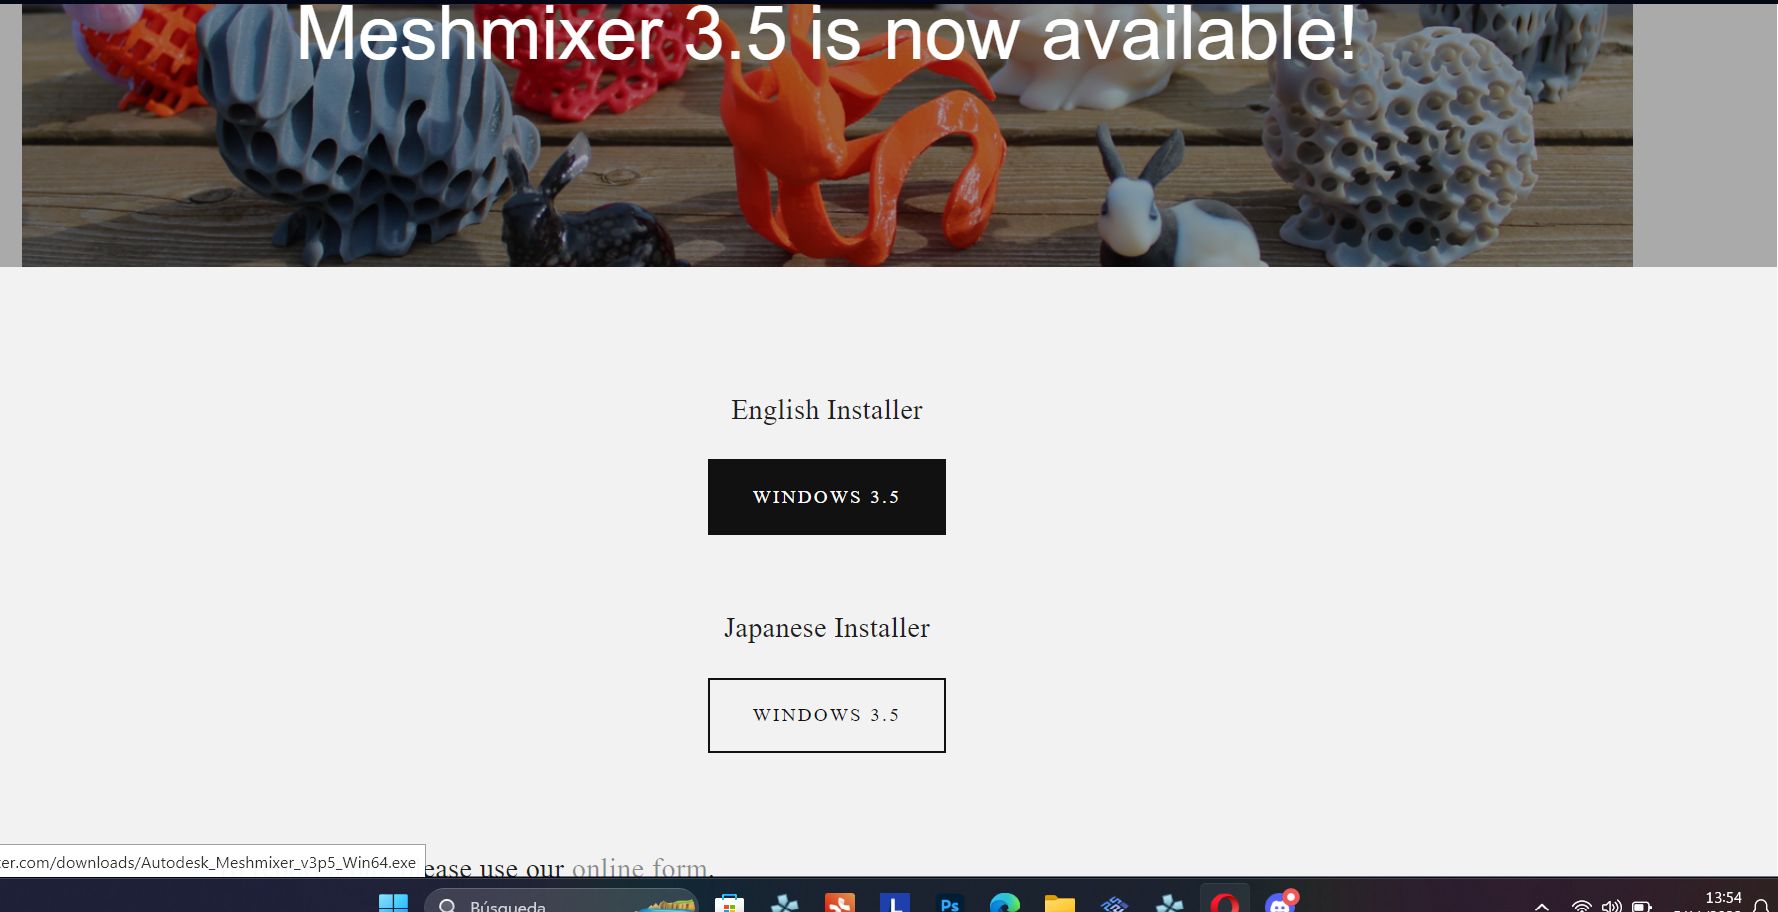 Meshmixer 3.5 is now available!
English Installer
WINDOWS 3.5
Japanese Installer
WINDOWS 3.5
ease use our online form.
er.com/downloads/Autodesk_Meshmixer_v3p5_Win64.exe
Búsqueda
L
Ps
13:54